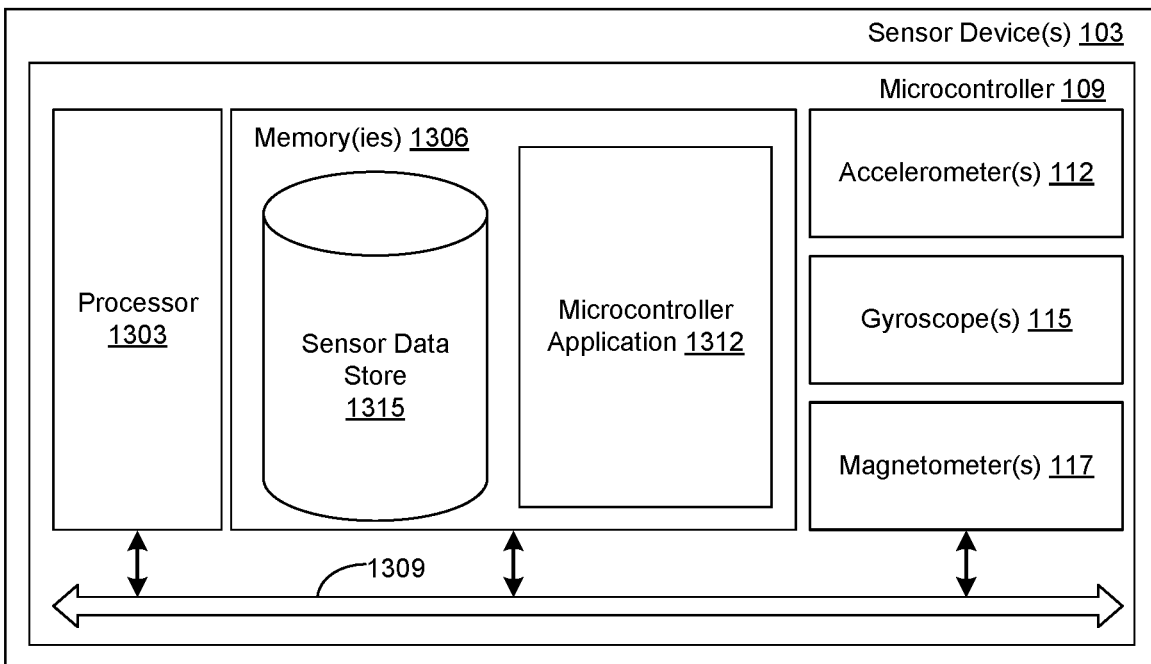 Sensor Device(s) 103
Microcontroller 109
Processor
1303
Memory(ies) 1306
Sensor Data
Store
1315
Microcontroller
Application 1312
Accelerometer(s) 112
Gyroscope(s) 115
Magnetometer(s) 117
1309